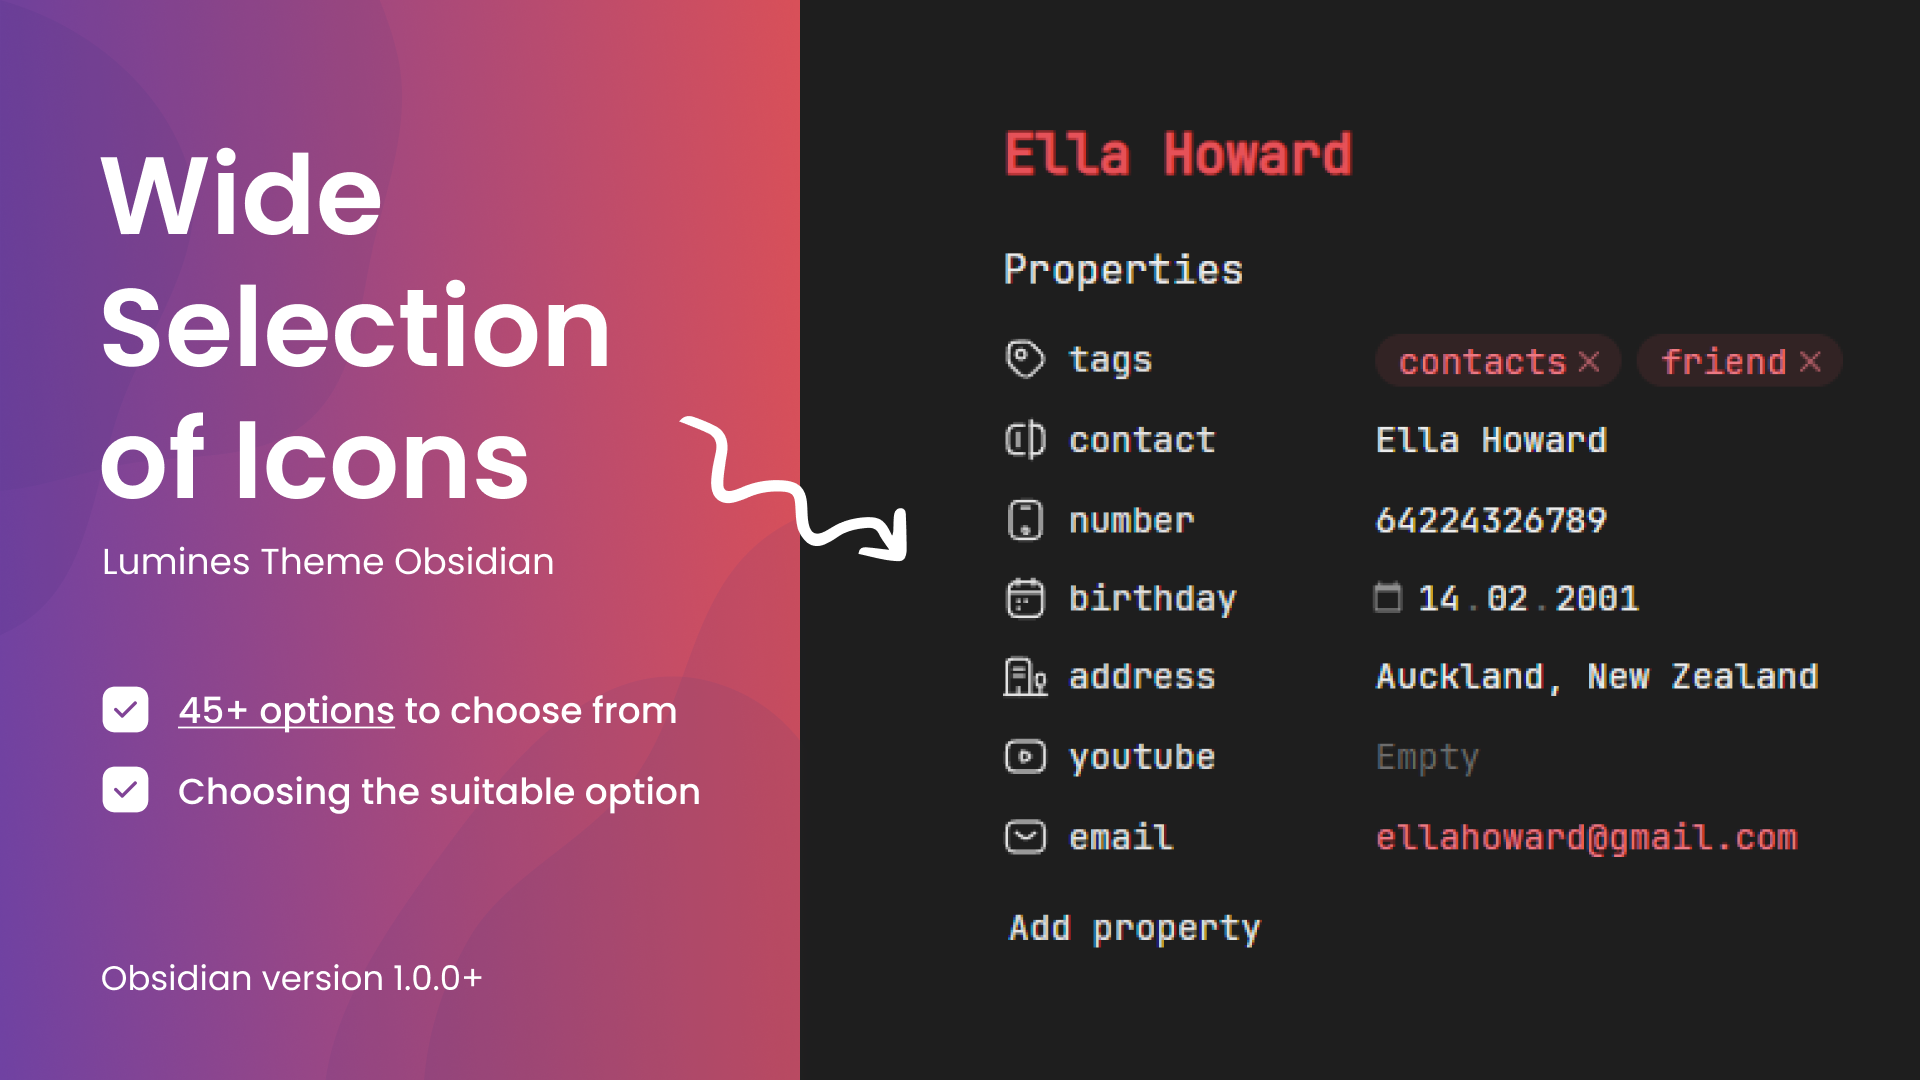 Wide
Selection
of Icons
Lumines Theme Obsidian
45+ options to choose from
Choosing the suitable option
Obsidian version 1.0.0+
Ella Howard
Properties
tags contacts friend
contact Ella Howard
number 64224326789
birthday 14.02.2001
address Auckland, New Zealand
youtube Empty
email ellahoward@gmail.com
Add property